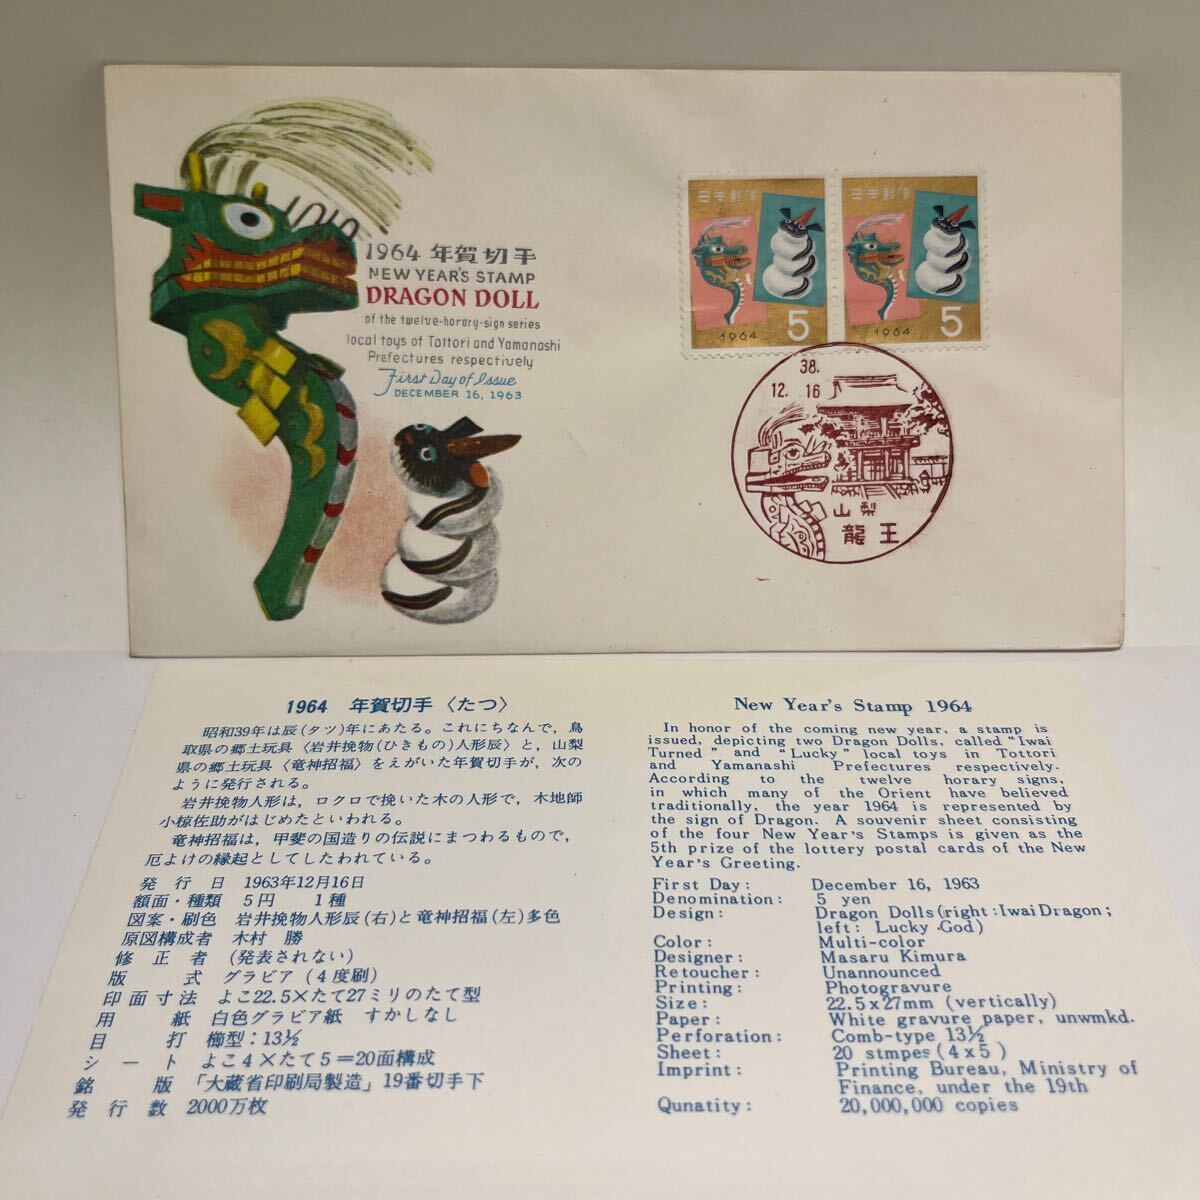 1964 年賀切手
NEW YEAR'S STAMP
DRAGON DOLL
of the twelve-horary-sign series
local toys of Tottori and Yamanashi
Prefectures respectively
First Day of Issue
DECEMBER 16, 1963
日本郵便
1964 5
日本郵便
1964 5
38.
12. 16
山梨
龍王
1964 年賀切手〈たつ〉
昭和39年は辰(タツ)年にあたる。これにちなんで，鳥
取県の郷土玩具〈岩井挽物(ひきもの)人形辰〉と，山梨
県の郷土玩具〈竜神招福〉をえがいた年賀切手が，次の
ように発行される。
岩井挽物人形は，ロクロで挽いた木の人形で，木地師
小椋佐助がはじめたといわれる。
竜神招福は，甲斐の国造りの伝説にまつわるもので，
厄よけの縁起としてしたわれている。
発行日 1963年12月16日
額面・種類 5円 1種
図案・刷色 岩井挽物人形辰(右)と竜神招福(左)多色
原図構成者 木村 勝
修正者 (発表されない)
版式 グラビア(4度刷)
印面寸法 よこ22.5×たて27ミリのたて型
用紙 白色グラビア紙 すかしなし
目打 櫛型：13½
シート よこ4×たて5＝20面構成
銘版 「大蔵省印刷局製造」19番切手下
発行数 2000万枚
New Year's Stamp 1964
In honor of the coming new year, a stamp is
issued, depicting two Dragon Dolls, called "Iwai
Turned" and "Lucky" local toys in Tottori
and Yamanashi Prefectures respectively.
According to the twelve horary signs,
in which many of the Orient have believed
traditionally, the year 1964 is represented by
the sign of Dragon. A souvenir sheet consisting
of the four New Year's Stamps is given as the
5th prize of the lottery postal cards of the New
Year's Greeting.
First Day: December 16, 1963
Denomination: 5 yen
Design: Dragon Dolls(right:Iwai Dragon;
left: Lucky God)
Color: Multi-color
Designer: Masaru Kimura
Retoucher: Unannounced
Printing: Photogravure
Size: 22.5x27mm (vertically)
Paper: White gravure paper, unwmkd.
Perforation: Comb-type 13½
Sheet: 20 stmpes (4x5)
Imprint: Printing Bureau, Ministry of
Finance, under the 19th
Qunatity: 20,000,000 copies